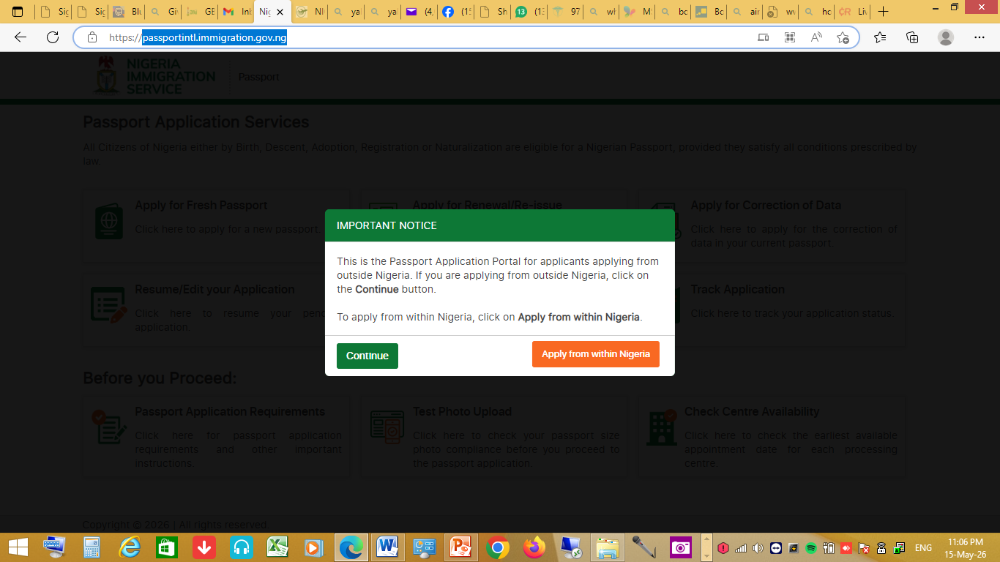 Sig
Sig
Blu
Giv
GE
Inb
Nig
NI
yal
yal
(4,
(15
Sh
13
(13
97
wl
M!
bc
Bc
air
wv
hc
CR
Liv
https://passportintl.immigration.gov.ng
NIGERIA
IMMIGRATION
SERVICE
Passport
Passport Application Services
All Citizens of Nigeria either by Birth, Descent, Adoption, Registration or Naturalization are eligible for a Nigerian Passport, provided they satisfy all conditions prescribed by
law.
Apply for Fresh Passport
Click here to apply for a new passport.
Apply for Renewal/Re-issue
Apply for Correction of Data
Click here to apply for the correction of
data in your current passport.
IMPORTANT NOTICE
This is the Passport Application Portal for applicants applying from
outside Nigeria. If you are applying from outside Nigeria, click on
the Continue button.
To apply from within Nigeria, click on Apply from within Nigeria.
Continue
Apply from within Nigeria
Resume/Edit your Application
Click here to resume your pen
application.
Track Application
Click here to track your application status.
Before you Proceed:
Passport Application Requirements
Click here for passport application
requirements and other important
instructions.
Test Photo Upload
Click here to check your passport size
photo compliance before you proceed to
the passport application.
Check Centre Availability
Click here to check the earliest available
appointment date for each processing
centre.
Copyright © 2026 | All rights reserved
ENG
11:06 PM
15-May-26